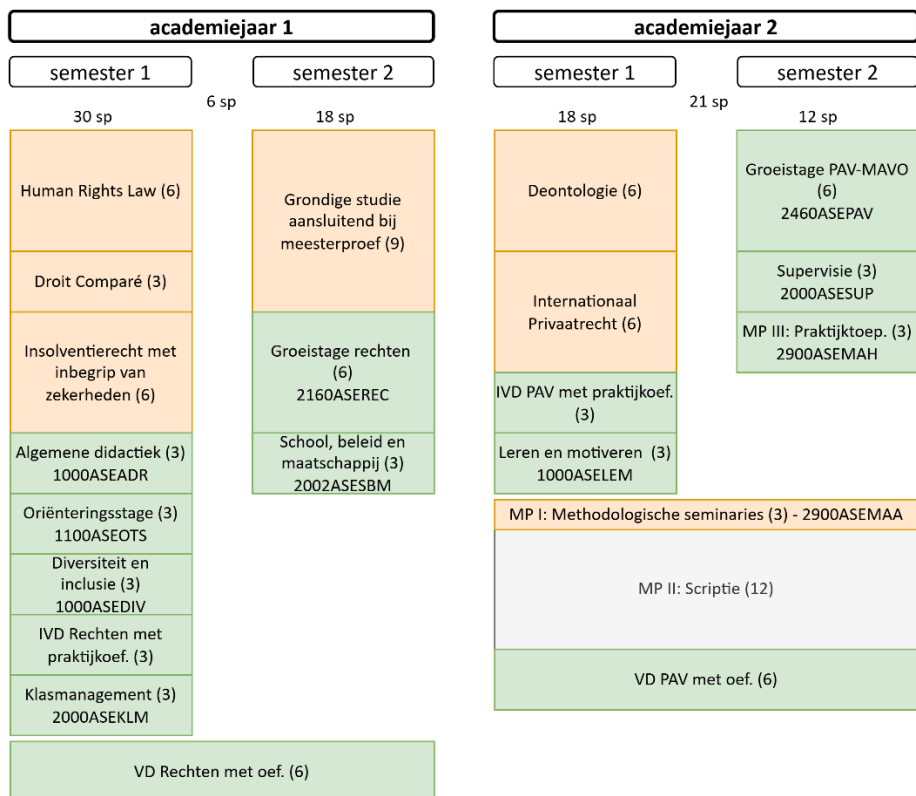 academiejaar 1
semester 1
semester 2
6 sp
30 sp
18 sp
Human Rights Law (6)
Droit Comparé (3)
Insolventierecht met
inbegrip van
zekerheden (6)
Algemene didactiek (3)
1000ASEADR
Oriënteringsstage (3)
1100ASEOTS
Diversiteit en
inclusie (3)
1000ASEDIV
IVD Rechten met
praktijkoef. (3)
Klasmanagement (3)
2000ASEKLM
Grondige studie
aansluitend bij
meesterproef (9)
Groeistage rechten
(6)
2160ASEREC
School, beleid en
maatschappij (3)
2002ASESBM
VD Rechten met oef. (6)
academiejaar 2
semester 1
semester 2
21 sp
18 sp
12 sp
Deontologie (6)
Internationaal
Privaatrecht (6)
IVD PAV met praktijkoef.
(3)
Leren en motiveren (3)
1000ASELEM
Groeistage PAV-MAVO
(6)
2460ASEPAV
Supervisie (3)
2000ASESUP
MP III: Praktijktoep. (3)
2900ASEMAH
MP I: Methodologische seminaries (3) - 2900ASEMAA
MP II: Scriptie (12)
VD PAV met oef. (6)